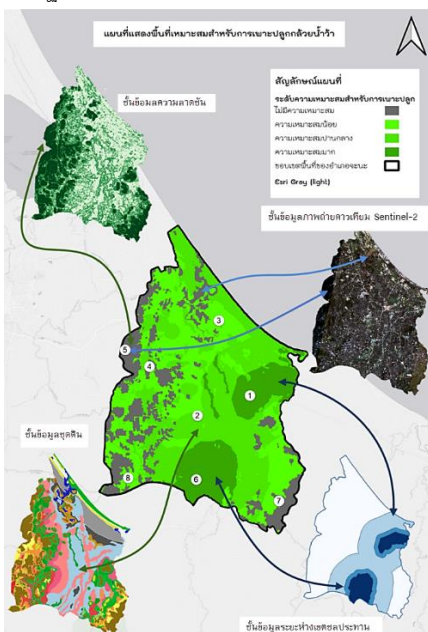 แผนที่แสดงพื้นที่เหมาะสมสำหรับการเพาะปลูกกล้วยน้ำว้า
สัญลักษณ์แผนที่
ระดับความเหมาะสมสำหรับการเพาะปลูก
ไม่มีความเหมาะสม
ความเหมาะสมน้อย
ความเหมาะสมปานกลาง
ความเหมาะสมมาก
ขอบเขตพื้นที่ของอำเภอจะนะ
Esri Gray (light)
ชั้นข้อมูลความลาดชัน
ชั้นข้อมูลภาพถ่ายดาวเทียม Sentinel-2
3
5
4
1
2
ชั้นข้อมูลชุดดิน
8
6
7
ชั้นข้อมูลระยะห่างเขตชลประทาน